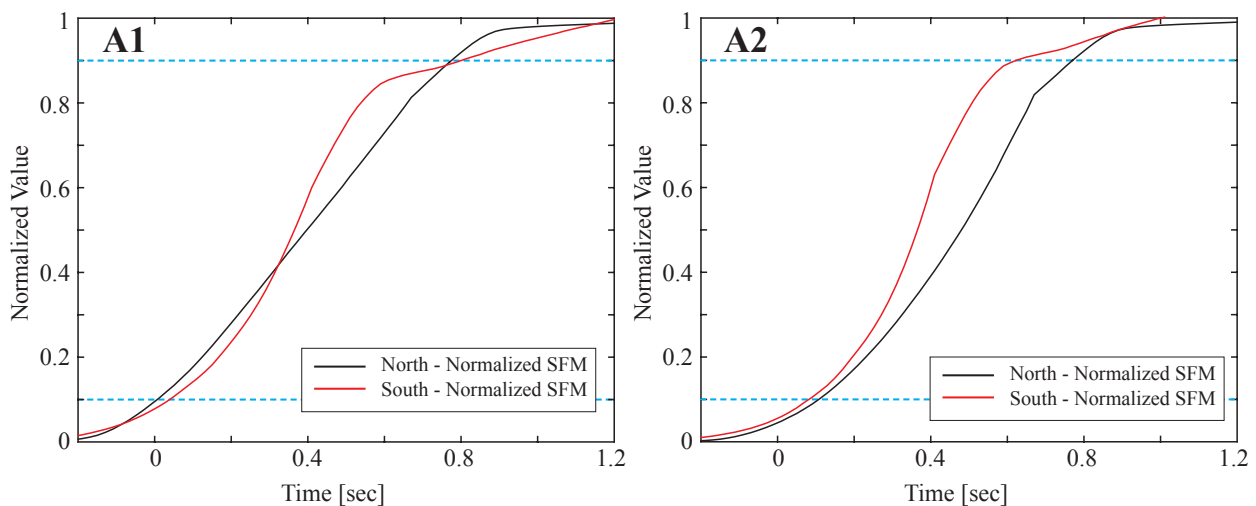 A1
1
0.8
0.6
0.4
0.2
0
Normalized Value
0
0.4
0.8
1.2
Time [sec]
North - Normalized SFM
South - Normalized SFM
A2
1
0.8
0.6
0.4
0.2
0
Normalized Value
0
0.4
0.8
1.2
Time [sec]
North - Normalized SFM
South - Normalized SFM